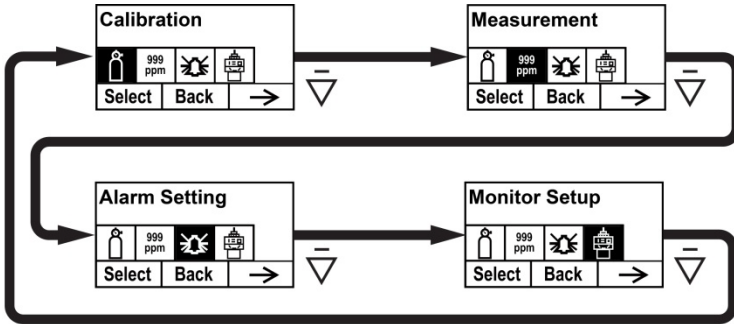 Calibration
999
ppm
Select Back →
Measurement
999
ppm
Select Back →
Alarm Setting
999
ppm
Select Back →
Monitor Setup
999
ppm
Select Back →